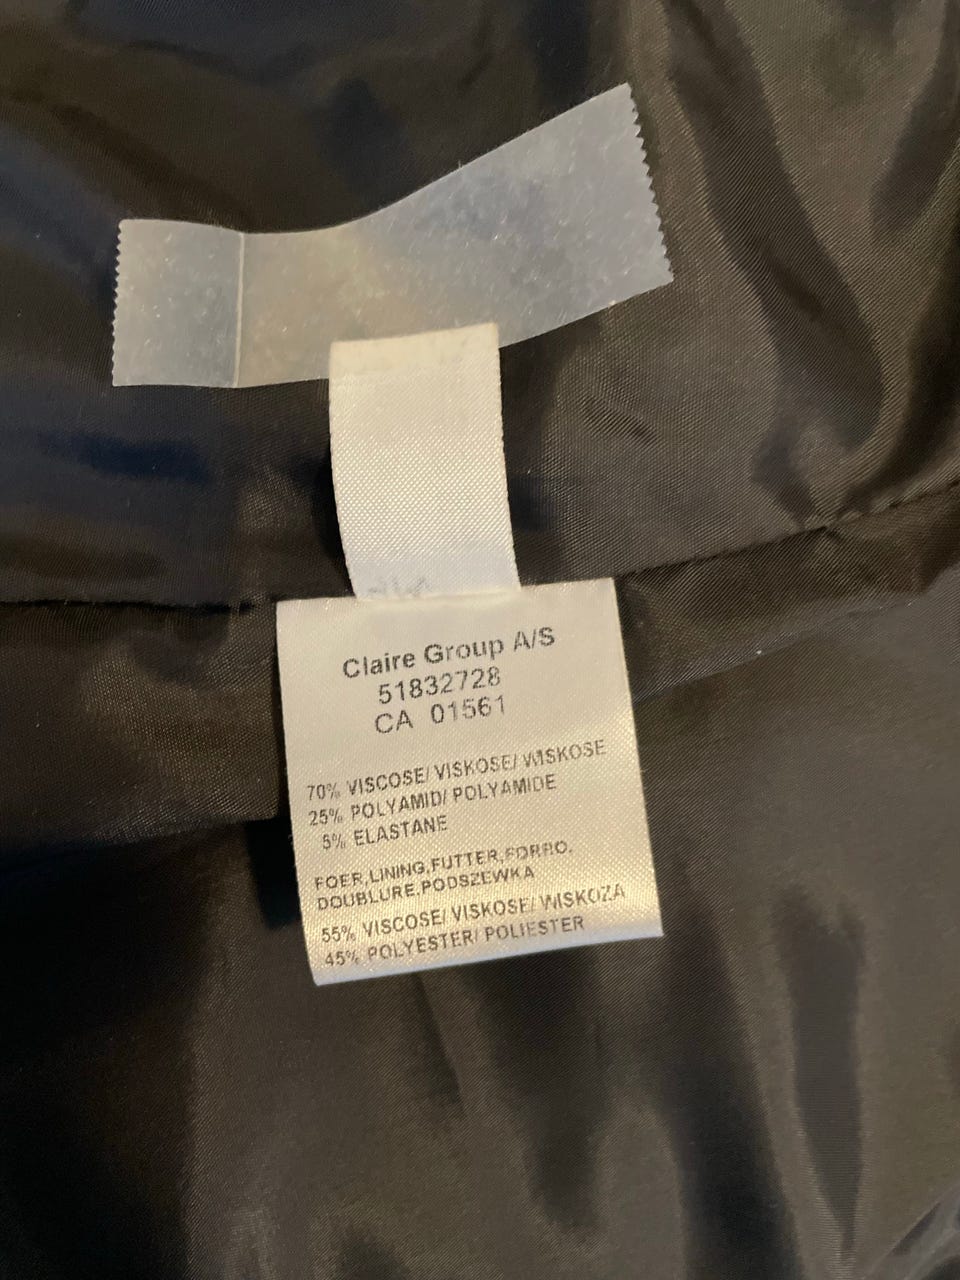 Claire Group A/S
51832728
CA 01561
70% VISCOSE/ VISKOSE/ WISKOSE
25% POLYAMID/ POLYAMIDE
5% ELASTANE
FOER,LINING,FUTTER,FORRO,
DOUBLURE,PODSZEWKA
55% VISCOSE/ VISKOSE/ WISKOZA
45% POLYESTER/ POLIESTER